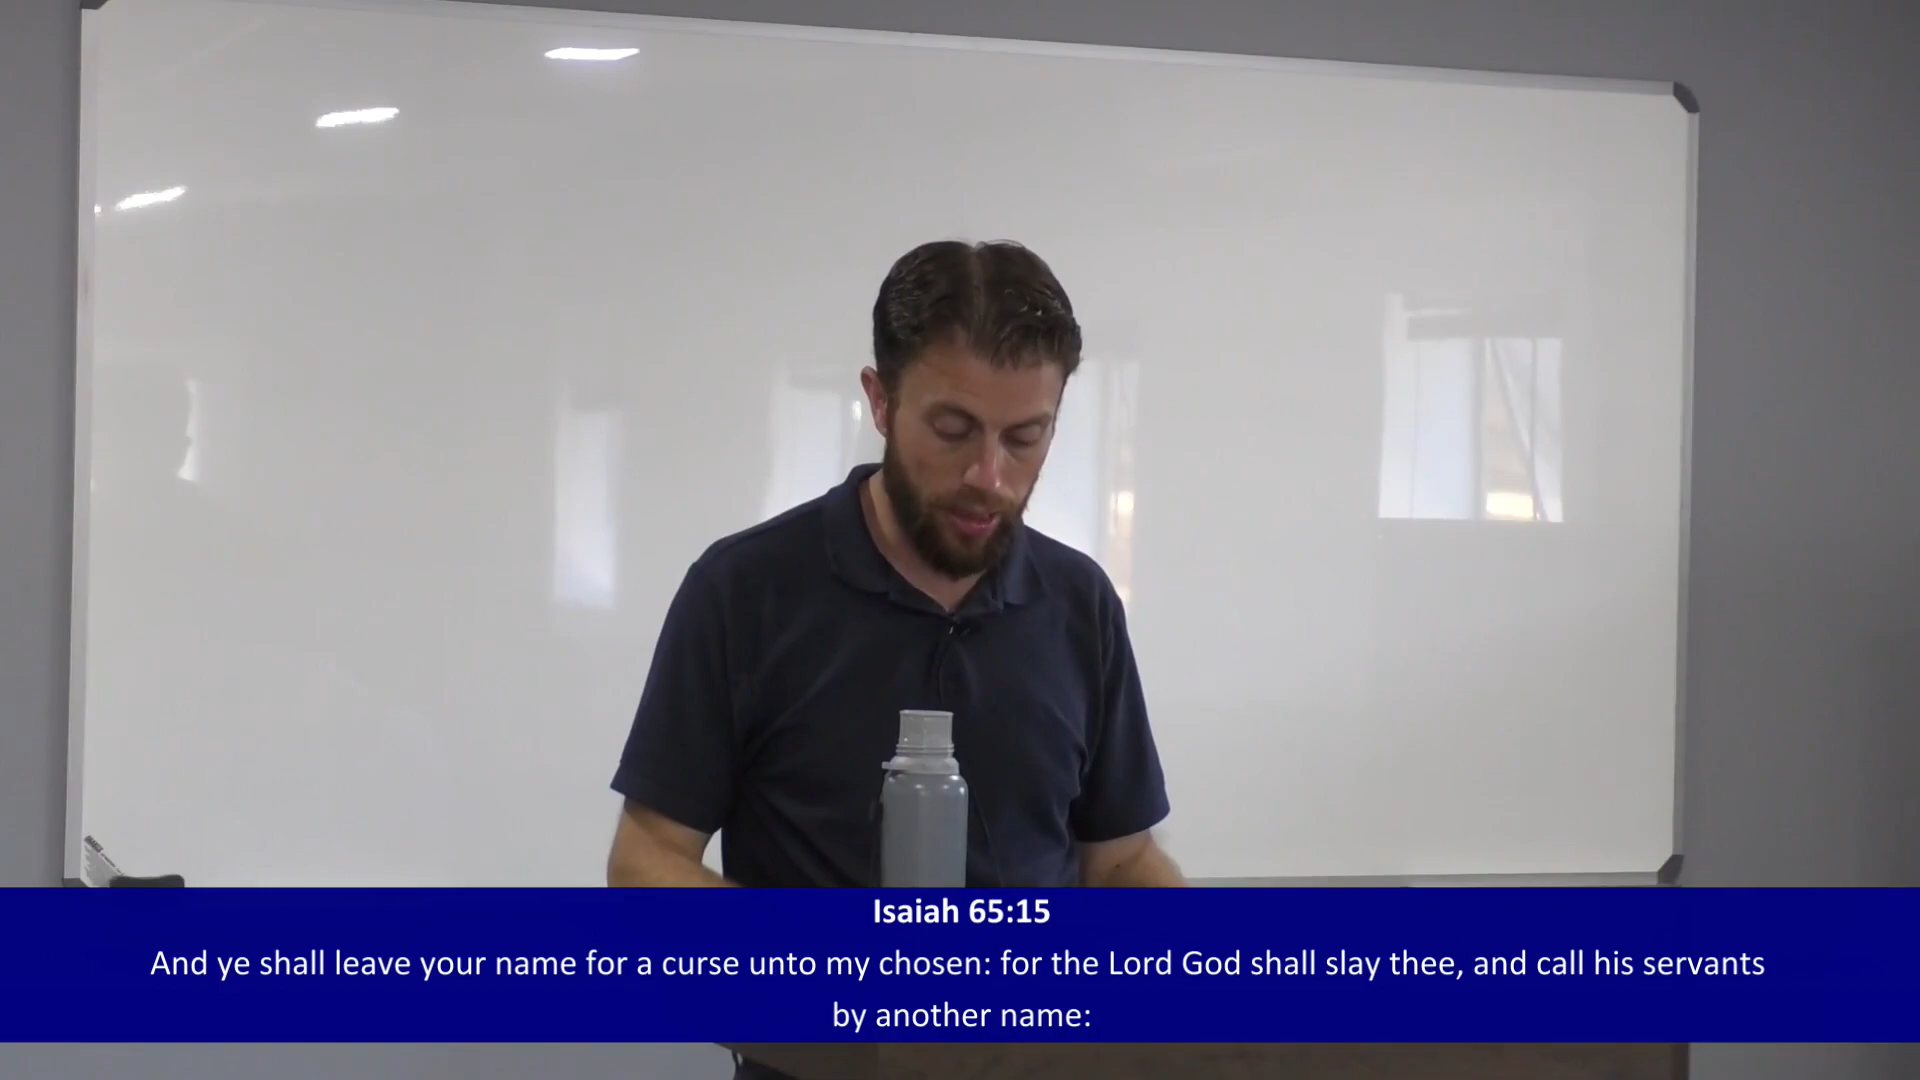 Isaiah 65:15
And ye shall leave your name for a curse unto my chosen: for the Lord God shall slay thee, and call his servants
by another name: